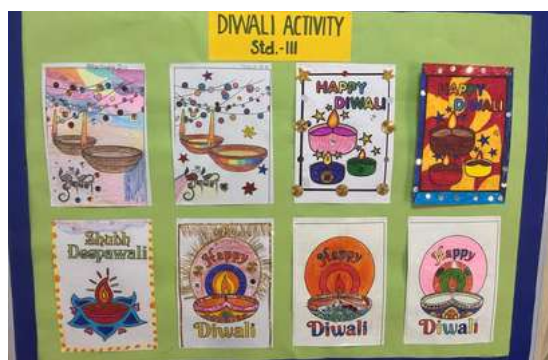 DIWALI ACTIVITY
Std.-III
HAPPY
DIWALI
HAPPY
DIWALI
Shubh
Deepawali
Happy
Diwali
Happy
Diwali
Happy
Diwali